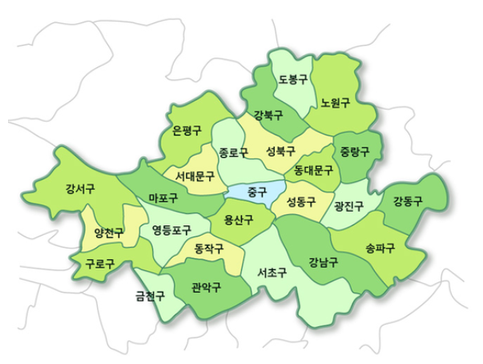 도봉구
노원구
강북구
은평구
종로구
성북구
중랑구
동대문구
서대문구
강서구
마포구
중구
성동구
광진구
강동구
양천구
영등포구
용산구
동작구
송파구
구로구
강남구
서초구
관악구
금천구